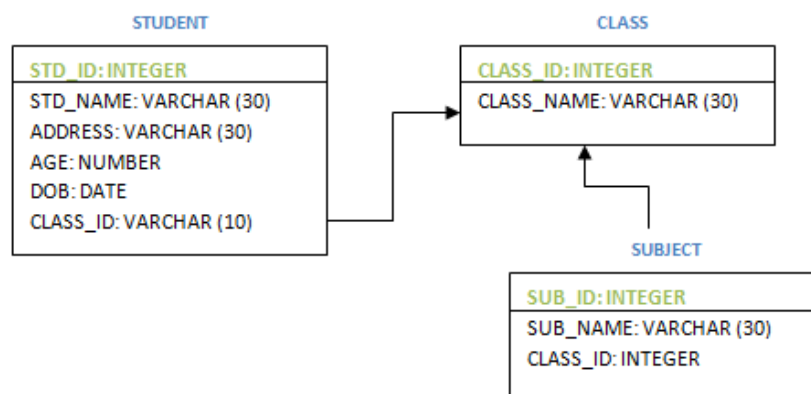 STUDENT
STD_ID: INTEGER
STD_NAME: VARCHAR (30)
ADDRESS: VARCHAR (30)
AGE: NUMBER
DOB: DATE
CLASS_ID: VARCHAR (10)
CLASS
CLASS_ID: INTEGER
CLASS_NAME: VARCHAR (30)
SUBJECT
SUB_ID: INTEGER
SUB_NAME: VARCHAR (30)
CLASS_ID: INTEGER